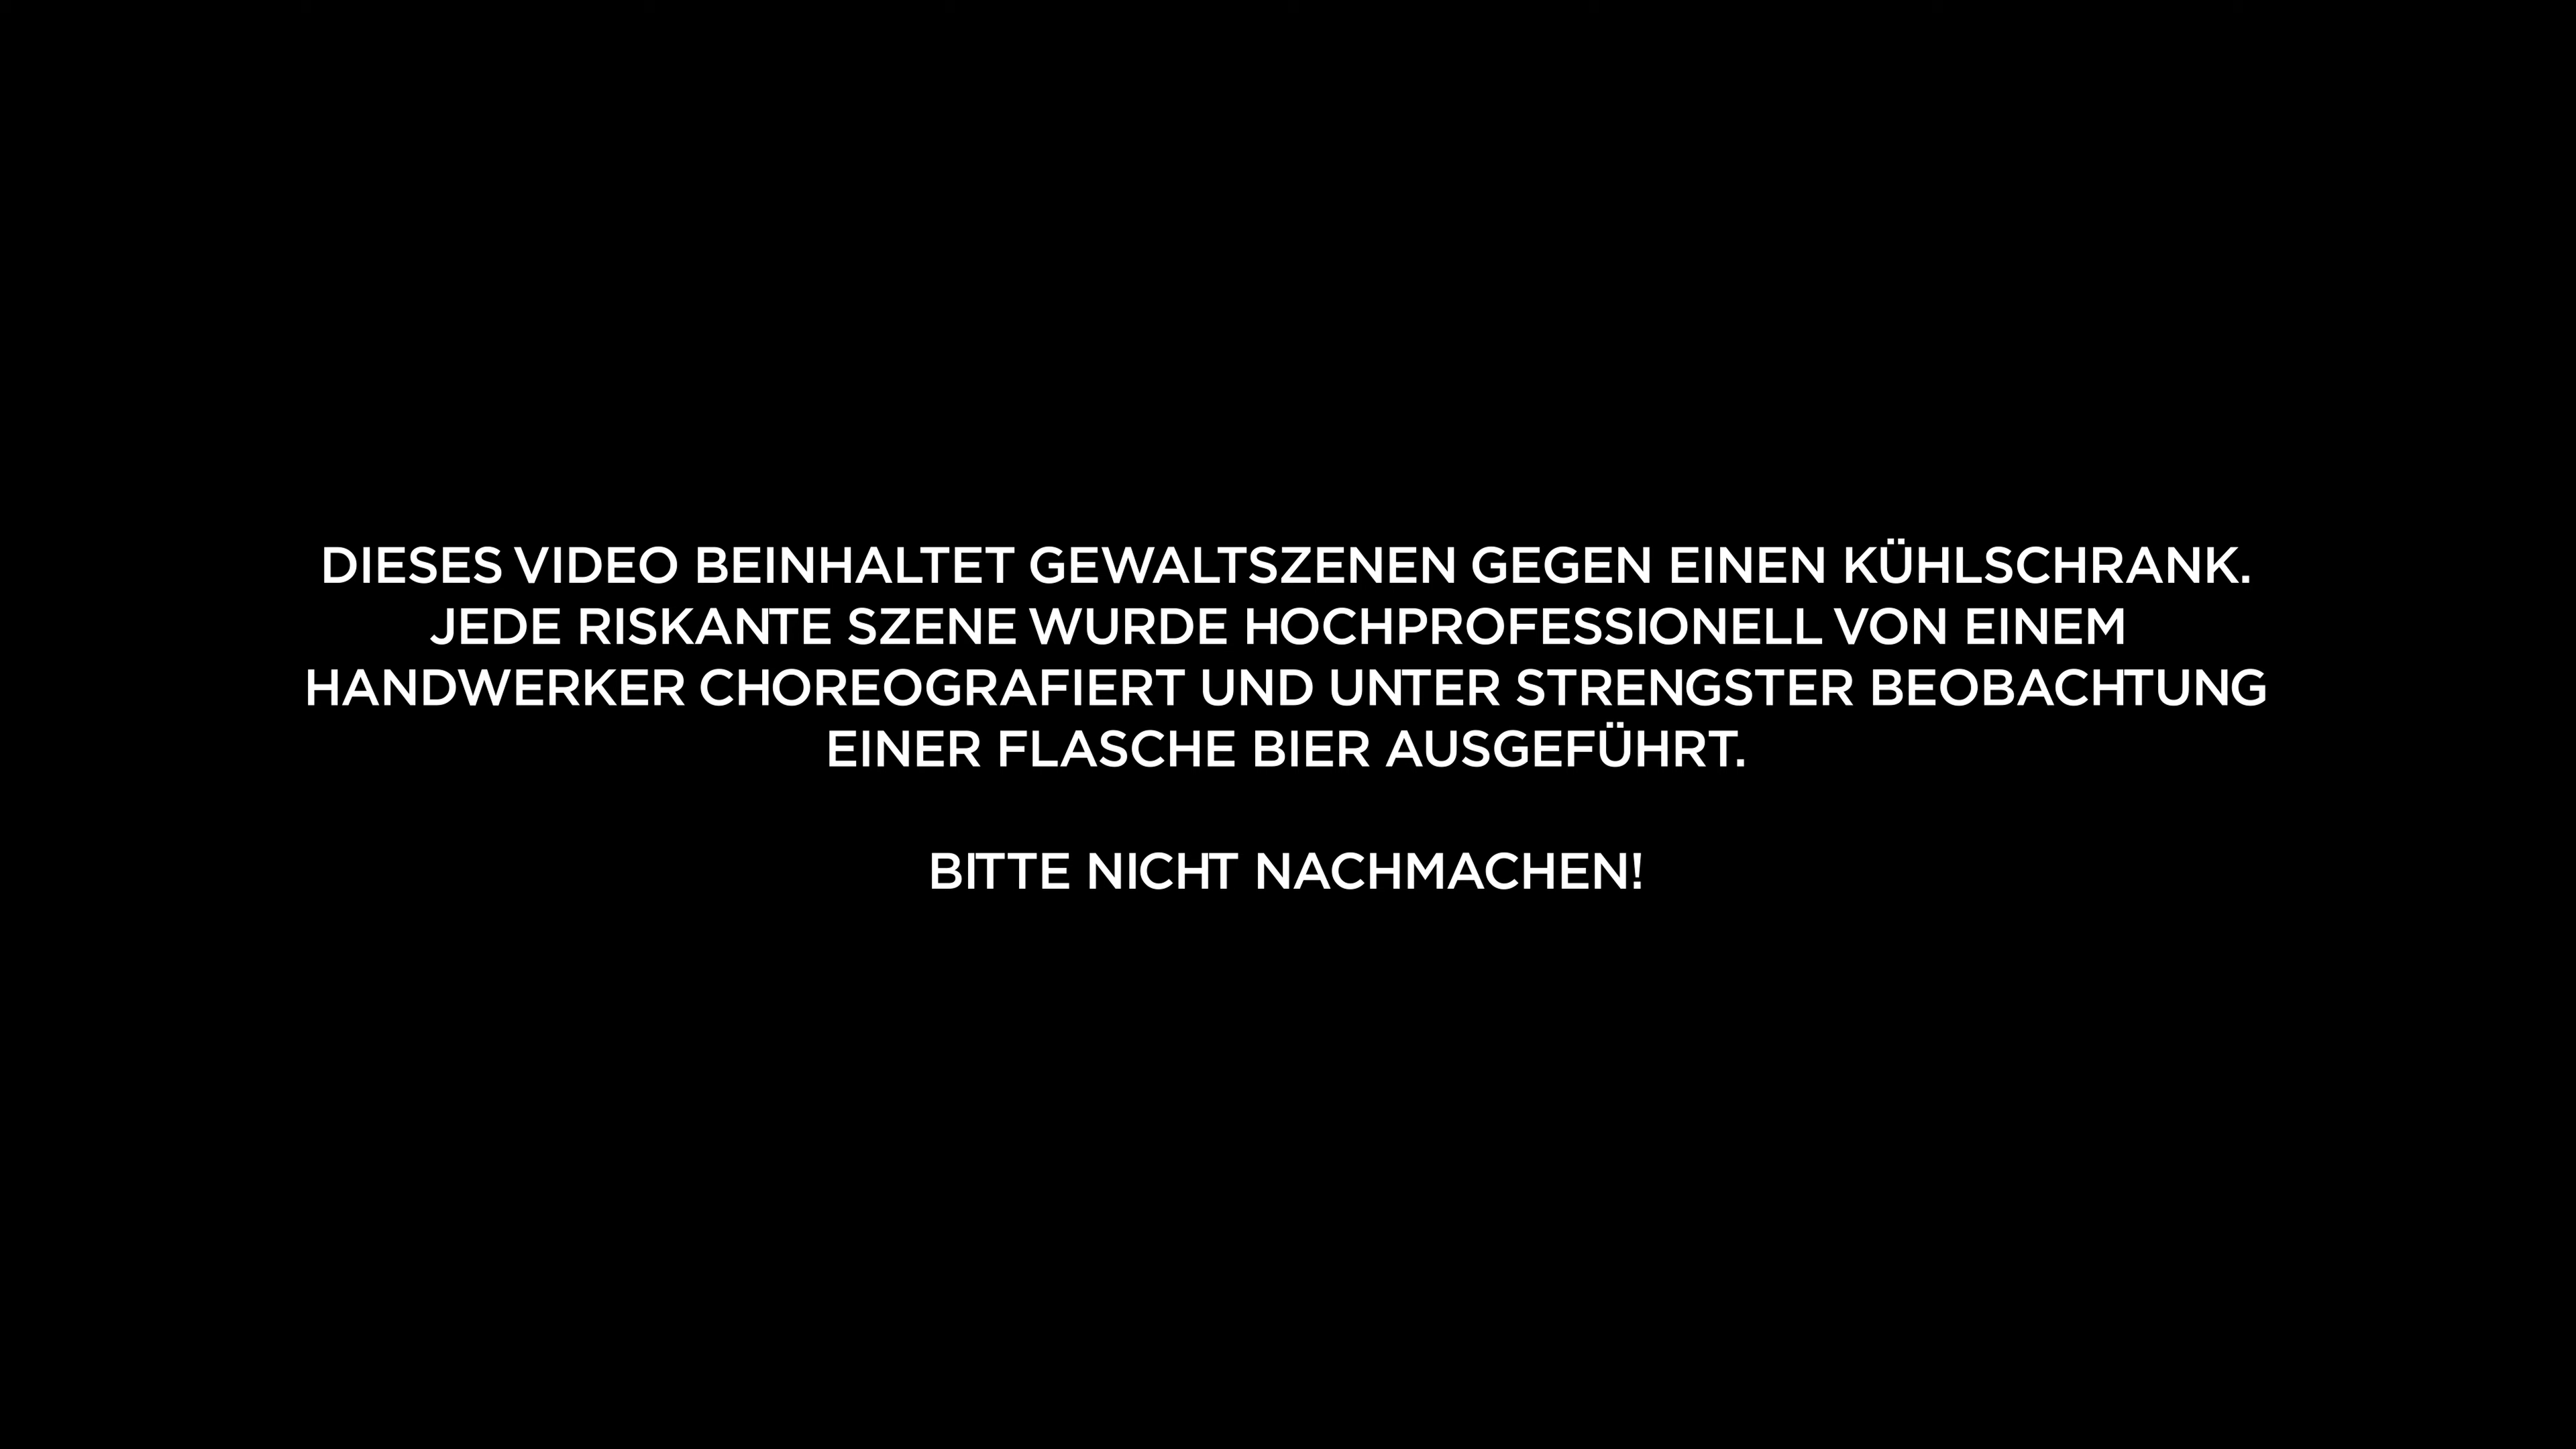 DIESES VIDEO BEINHALTET GEWALTSZENEN GEGEN EINEN KÜHLSCHRANK.
JEDE RISKANTE SZENE WURDE HOCHPROFESSIONELL VON EINEM
HANDWERKER CHOREOGRAFIERT UND UNTER STRENGSTER BEOBACHTUNG
EINER FLASCHE BIER AUSGEFÜHRT.
BITTE NICHT NACHMACHEN!